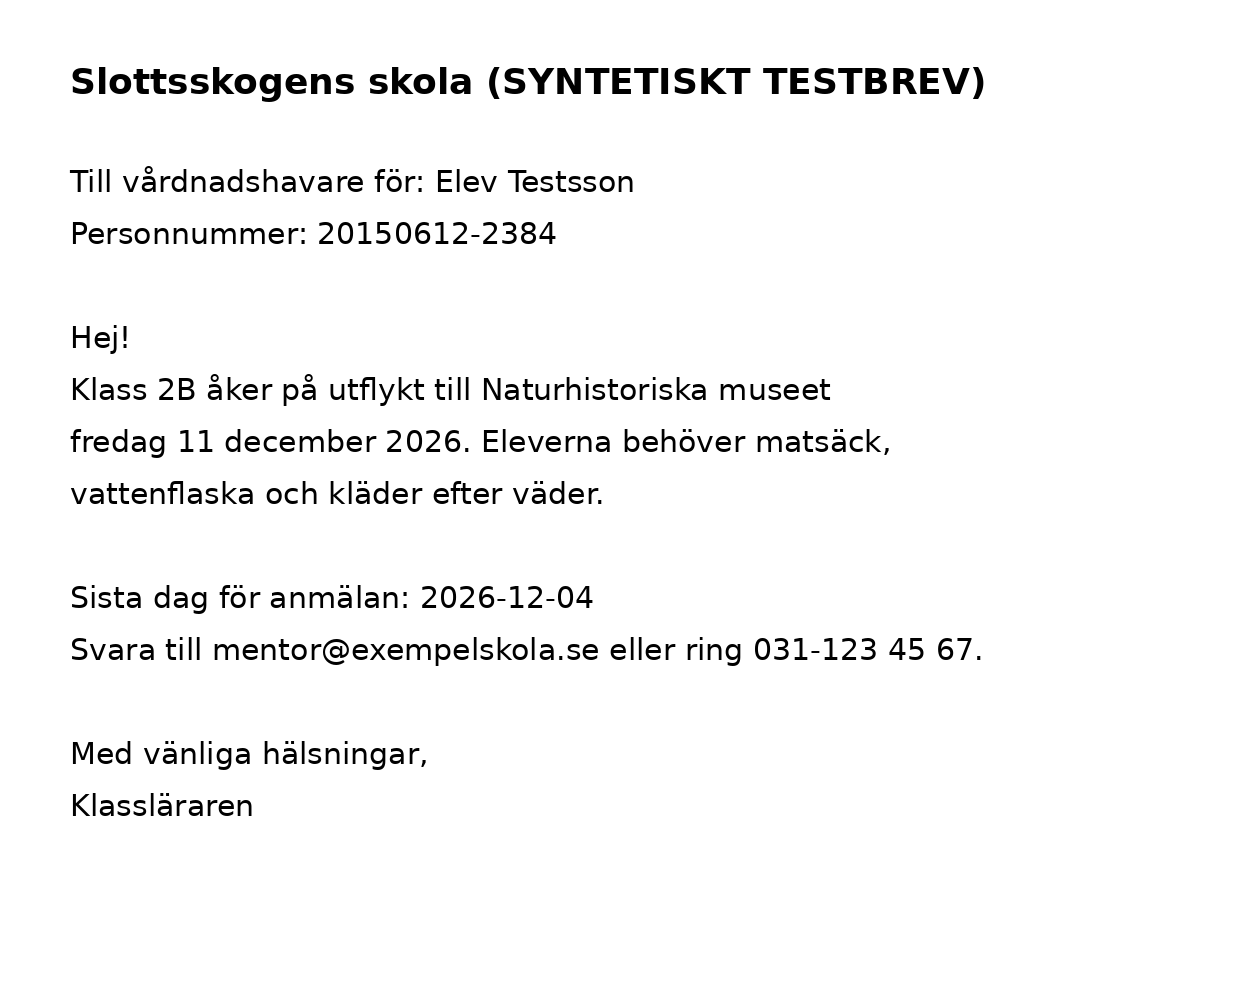 Slottsskogens skola (SYNTETISKT TESTBREV)
Till vårdnadshavare för: Elev Testsson
Personnummer: 20150612-2384
Hej!
Klass 2B åker på utflykt till Naturhistoriska museet
fredag 11 december 2026. Eleverna behöver matsäck,
vattenflaska och kläder efter väder.
Sista dag för anmälan: 2026-12-04
Svara till mentor@exempelskola.se eller ring 031-123 45 67.
Med vänliga hälsningar,
Klassläraren